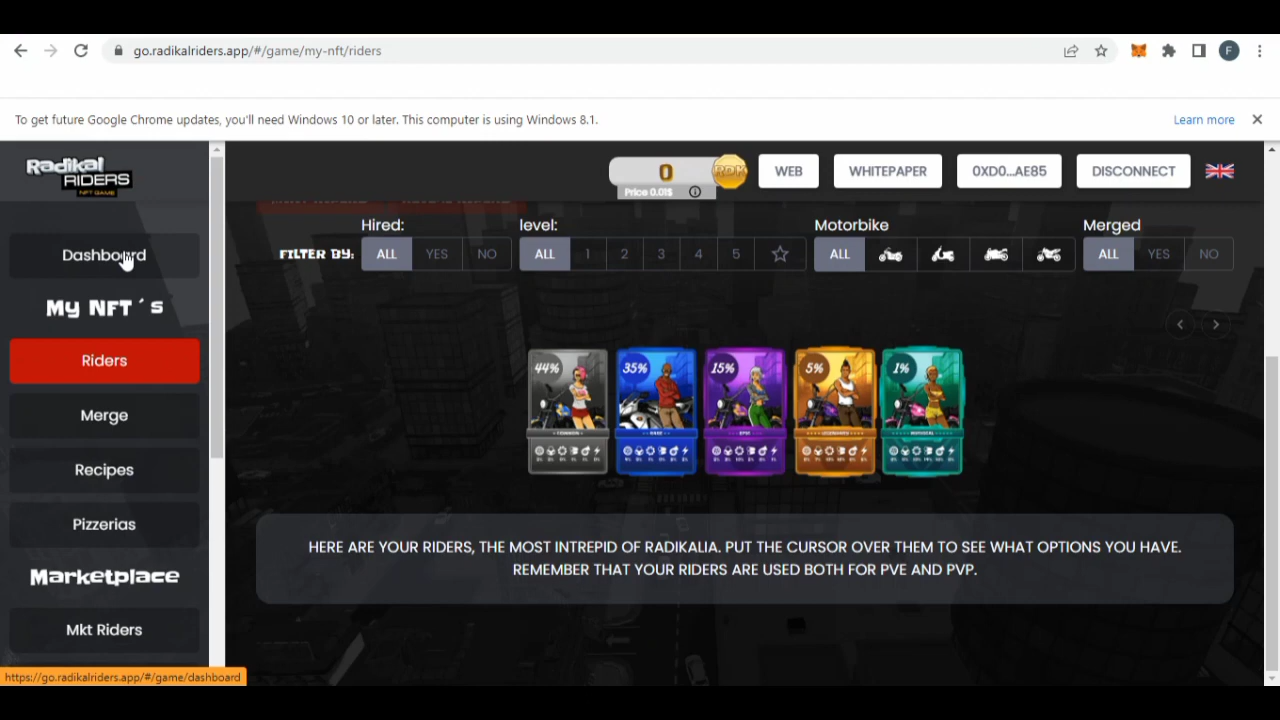 go.radikalriders.app/#/game/my-nft/riders
F
To get future Google Chrome updates, you'll need Windows 10 or later. This computer is using Windows 8.1.
Learn more
Radikal
RIDERS
NFT GAME
0
RDK
Price 0.01$
WEB
WHITEPAPER
0XD0...AE85
DISCONNECT
Dashboard
My NFT´s
Riders
Merge
Recipes
Pizzerias
Marketplace
Mkt Riders
Hired:
level:
Motorbike
Merged
FILTER BY:
ALL YES NO
ALL 1 2 3 4 5
ALL
ALL YES NO
44%
35%
15%
5%
1%
HERE ARE YOUR RIDERS, THE MOST INTREPID OF RADIKALIA. PUT THE CURSOR OVER THEM TO SEE WHAT OPTIONS YOU HAVE.
REMEMBER THAT YOUR RIDERS ARE USED BOTH FOR PVE AND PVP.
https://go.radikalriders.app/#/game/dashboard